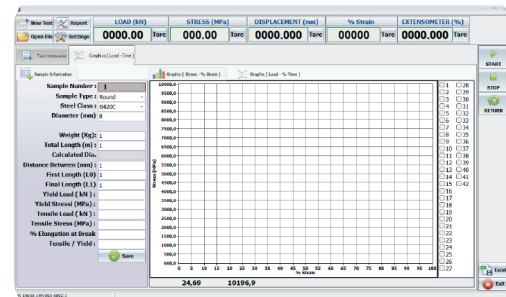 New Test Report LOAD (kN) STRESS (MPa) DISPLACEMENT (mm) % Strain EXTENSOMETER (%)
Open File Settings 0000.00 Tare 000.00 Tare 0000.000 Tare 00000 Tare 0000.000 Tare
Test Information Graphics (Load - Time)
START
STOP
RETURN
Sample Information
Graphic ( Stress - % Strain ) Graphic ( Load - % Time )
Sample Number : 1
Sample Type : Round
Steel Class : B420C
Diameter (mm) 8
Weight (Kg): 1
Total Length (m) : 1
Calculated Dia.
Distance Between (mm) : 1
First Length (L0) 1
Final Length (L1) 1
Yield Load ( kN ) :
Yield Stressl (MPa) :
Tensile Load ( kN ) :
Tensile Stress (MPa) :
% Elongation at Break
Tensile / Yield :
Save
Stress (MPa)
10000,0
9500,0
9000,0
8500,0
8000,0
7500,0
7000,0
6500,0
6000,0
5500,0
5000,0
4500,0
4000,0
3500,0
3000,0
2500,0
2000,0
1500,0
1000,0
500,0
000,0
0 5 10 15 20 25 30 35 40 45 50 55 60 65 70 75 80 85 90 95 100
% Strain
24,69 10196,9
1 28
2 29
3 30
4 31
5 32
6 33
7 34
8 35
9 36
10 37
11 38
12 39
13 40
14 41
15 42
16
17
18
19
20
21
22
23
24
25
26
27
Excel
Exit